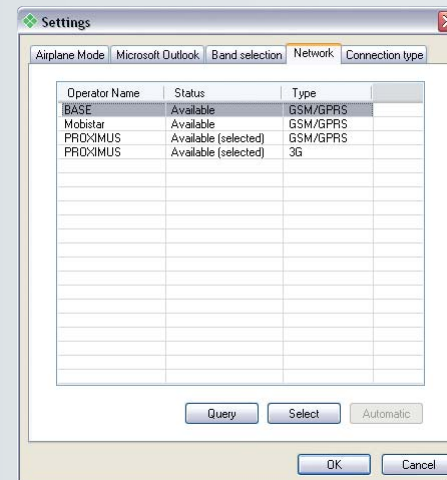 Settings
Airplane Mode Microsoft Outlook Band selection Network Connection type
Operator Name Status Type
BASE Available GSM/GPRS
Mobistar Available GSM/GPRS
PROXIMUS Available (selected) GSM/GPRS
PROXIMUS Available (selected) 3G
Query Select Automatic
OK Cancel